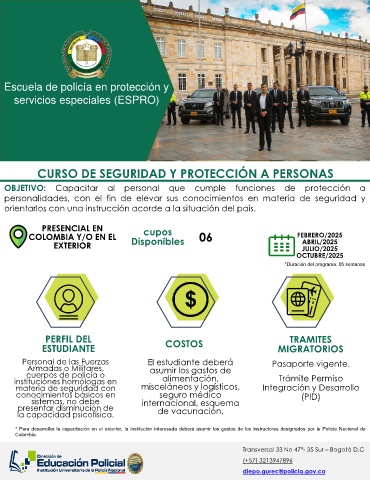 Escuela de policía en protección y
servicios especiales (ESPRO)
CURSO DE SEGURIDAD Y PROTECCIÓN A PERSONAS
OBJETIVO: Capacitar al personal que cumple funciones de protección a
personalidades, con el fin de elevar sus conocimientos en materia de seguridad y
orientarlos con una instrucción acorde a la situación del país.
PRESENCIAL EN
COLOMBIA Y/O EN EL
EXTERIOR
cupos
Disponibles
06
FEBRERO/2025
ABRIL/2025
JULIO/2025
OCTUBRE/2025
*Duración del programa: 05 semanas
PERFIL DEL
ESTUDIANTE
Personal de las Fuerzas
Armadas o Militares,
cuerpos de policía o
instituciones homólogas en
materia de seguridad con
conocimientos básicos en
sistemas, no debe
presentar disminución de
la capacidad psicofísica.
COSTOS
El estudiante deberá
asumir los gastos de
alimentación,
misceláneos y logísticos,
seguro médico
internacional, esquema
de vacunación.
TRAMITES
MIGRATORIOS
Pasaporte vigente.
Trámite Permiso
Integración y Desarrollo
(PID)
* Para desarrollar la capacitación en el exterior, la institución interesada deberá asumir los gastos de los instructores designados por la Policía Nacional de
Colombia.
Dirección de
Educación Policial
Institución Universitaria de la Policía Nacional
Transversal 33 No 47ª- 35 Sur – Bogotá D.C
(+57) 3213947896
diepo.gurec@policia.gov.co